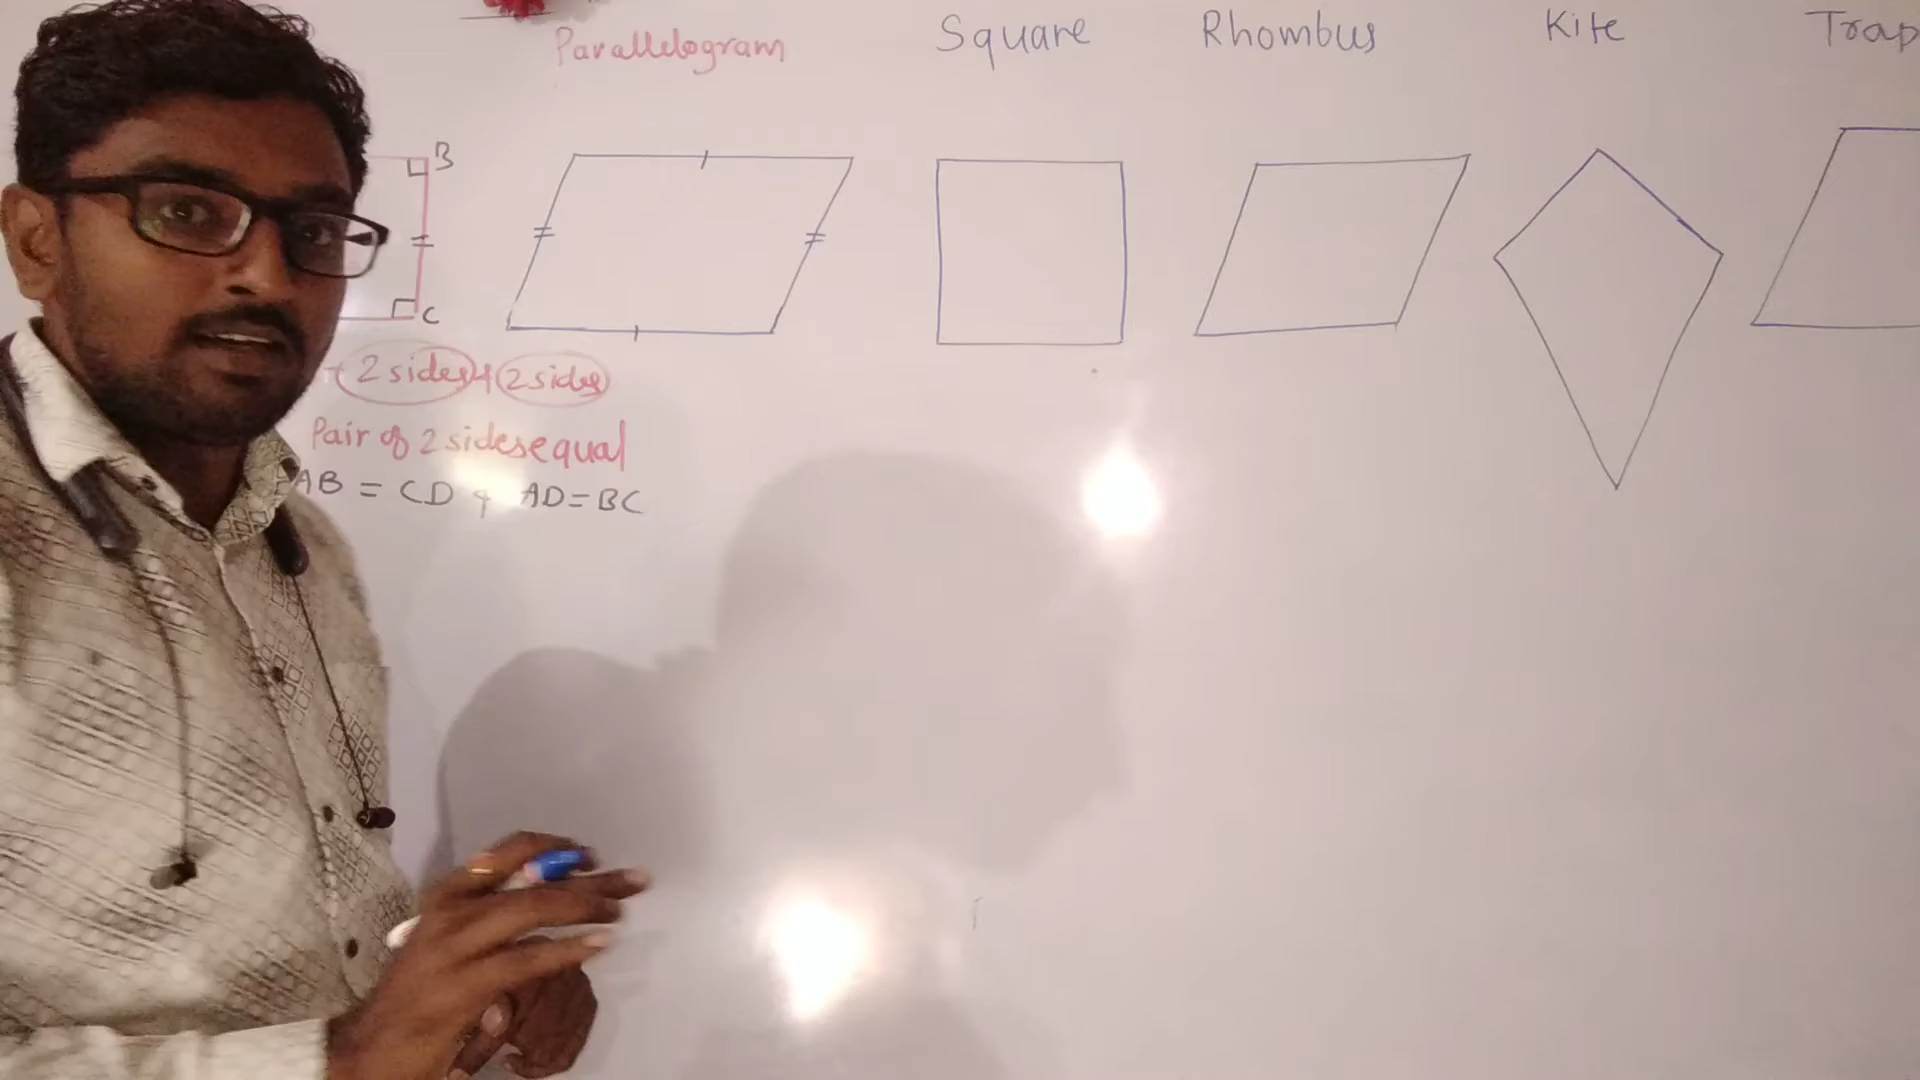 Parallelogram
Square
Rhombus
Kite
Trap
B
C
2 sides & 2 sides
Pair of 2 sides equal
AB = CD & AD = BC